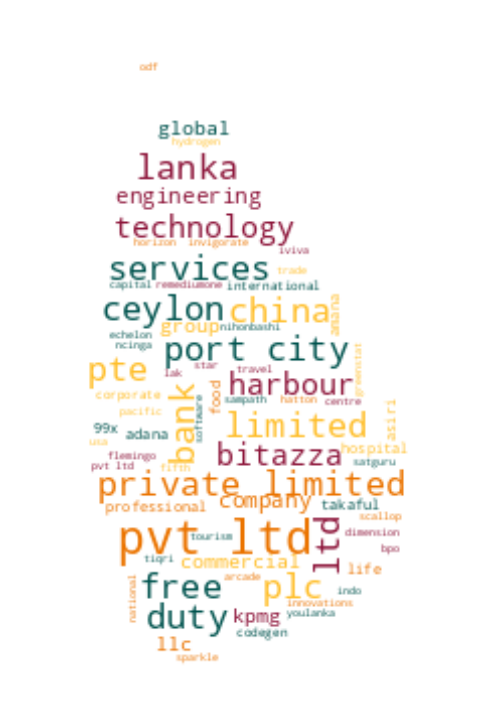 odf
global
hydrogen
lanka
engineering
technology
horizon invigorate
iviva
services
trade
capital remediumone international
ceylon china amana
group nihonbashi
echelon
ncinga
port city
pte lak star travel greenstat
harbour
corporate bank software food sampath hatton centre
pacific
limited asiri
99x adana
usa
bitazza hospital
flemingo
pvt ltd fifth satguru
private limited
professional company takaful
scallop
pvt ltd ltd dimension
tourism
bpo
tiqri commercial life
arcade
national free plc indo
innovations
duty kpmg youlanka
codegen
llc
sparkle